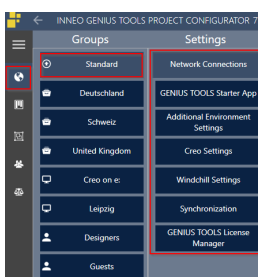 INNEO GENIUS TOOLS PROJECT CONFIGURATOR 7
Groups
Settings
Standard
Deutschland
Schweiz
United Kingdom
Creo on e:
Leipzig
Designers
Guests
Network Connections
GENIUS TOOLS Starter App
Additional Environment
Settings
Creo Settings
Windchill Settings
Synchronization
GENIUS TOOLS License
Manager